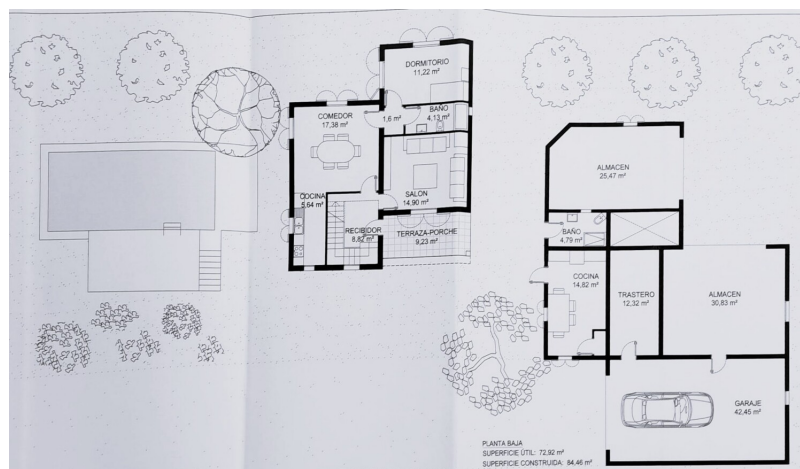 DORMITORIO
11,22 m²
COMEDOR
17,38 m²
1,6 m²
BAÑO
4,13 m²
COCINA
5,64 m²
SALON
14,90 m²
RECIBIDOR
8,82 m²
TERRAZA-PORCHE
9,23 m²
ALMACEN
25,47 m²
BAÑO
4,79 m²
COCINA
14,82 m²
TRASTERO
12,32 m²
ALMACEN
30,83 m²
GARAJE
42,45 m²
PLANTA BAJA
SUPERFICIE ÚTIL: 72,92 m²
SUPERFICIE CONSTRUIDA: 84,46 m²